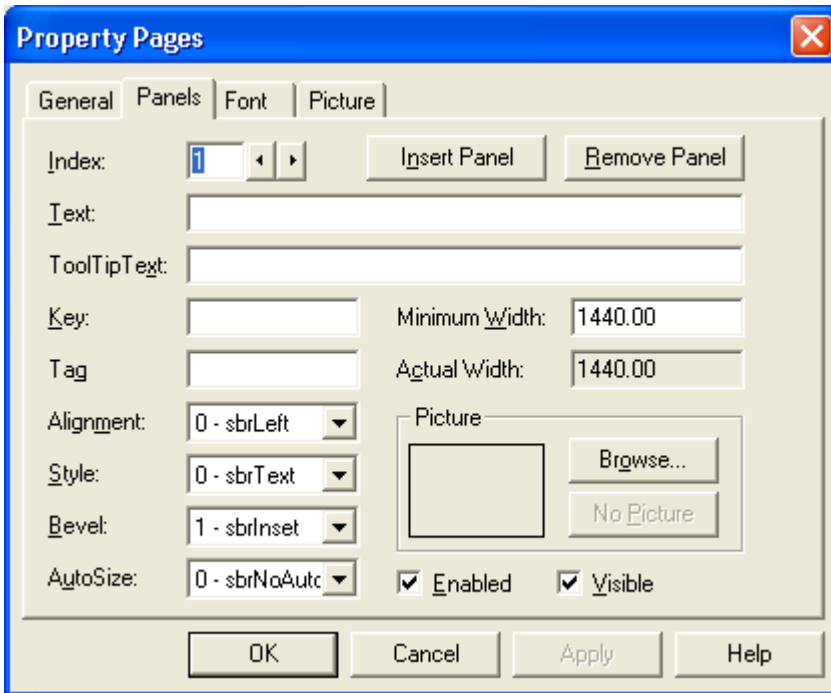 Property Pages
General Panels Font Picture
Index: 1 Insert Panel Remove Panel
Text:
ToolTipText:
Key: Minimum Width: 1440.00
Tag Actual Width: 1440.00
Alignment: 0 - sbrLeft Picture
Style: 0 - sbrText Browse...
Bevel: 1 - sbrInset No Picture
AutoSize: 0 - sbrNoAuto Enabled Visible
OK Cancel Apply Help